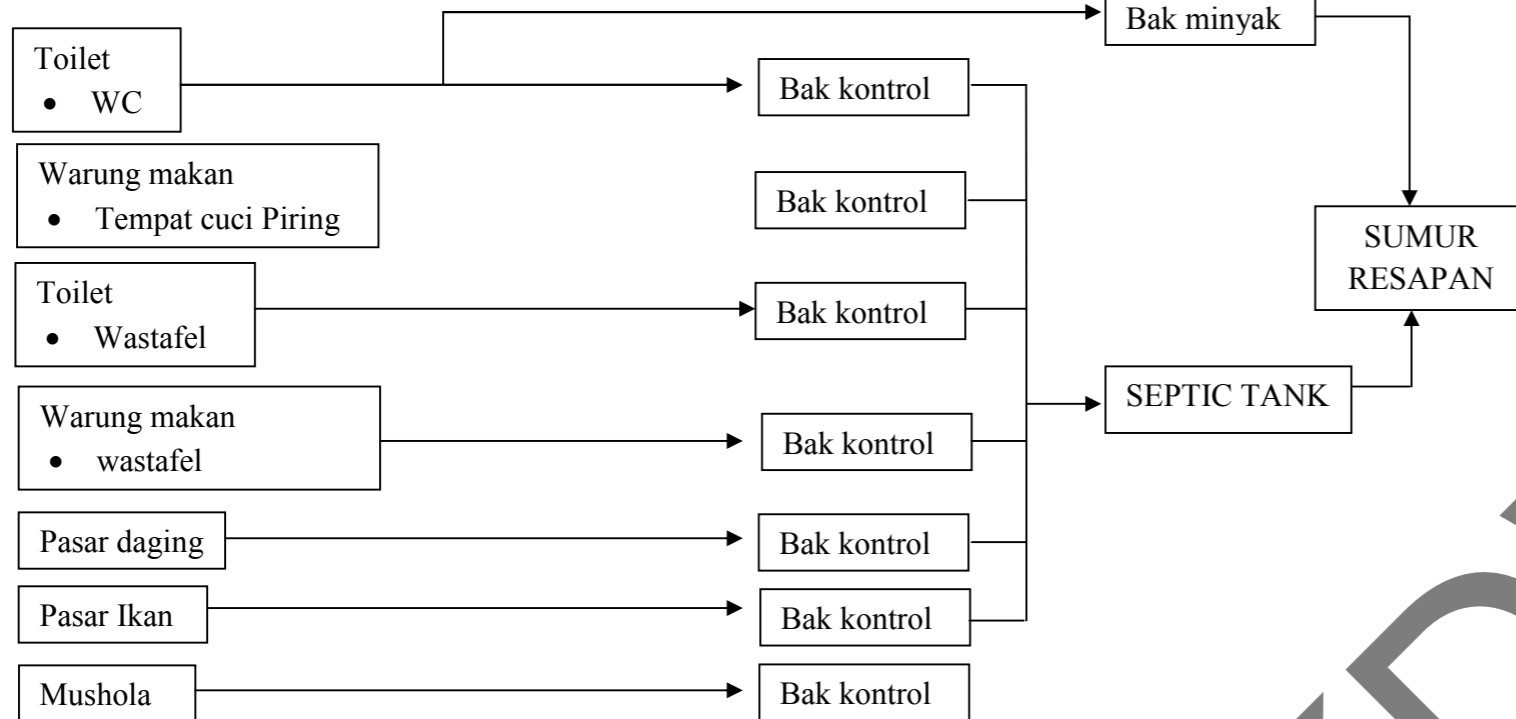 Bak minyak
Toilet
• WC
Bak kontrol
Warung makan
• Tempat cuci Piring
Bak kontrol
SUMUR
RESAPAN
Toilet
• Wastafel
Bak kontrol
SEPTIC TANK
Warung makan
• wastafel
Bak kontrol
Pasar daging
Bak kontrol
Pasar Ikan
Bak kontrol
Mushola
Bak kontrol